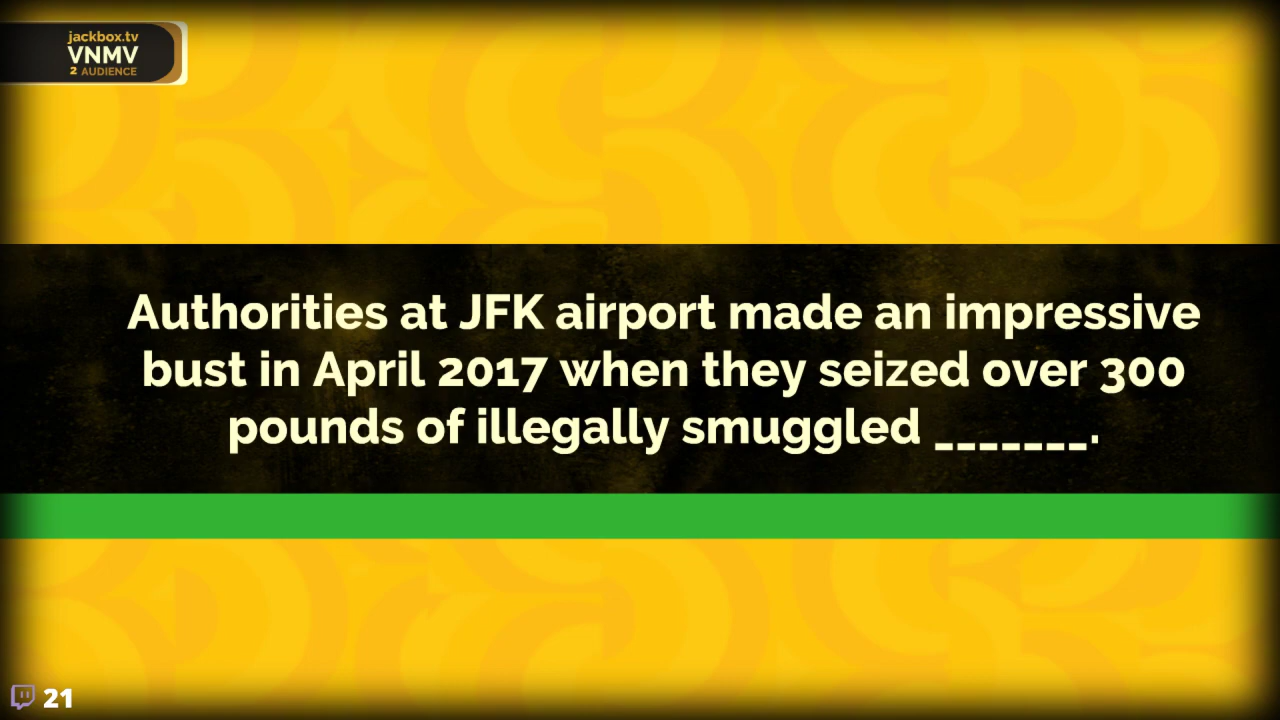 jackbox.tv
VNMV
2 AUDIENCE
Authorities at JFK airport made an impressive
bust in April 2017 when they seized over 300
pounds of illegally smuggled _______.
21